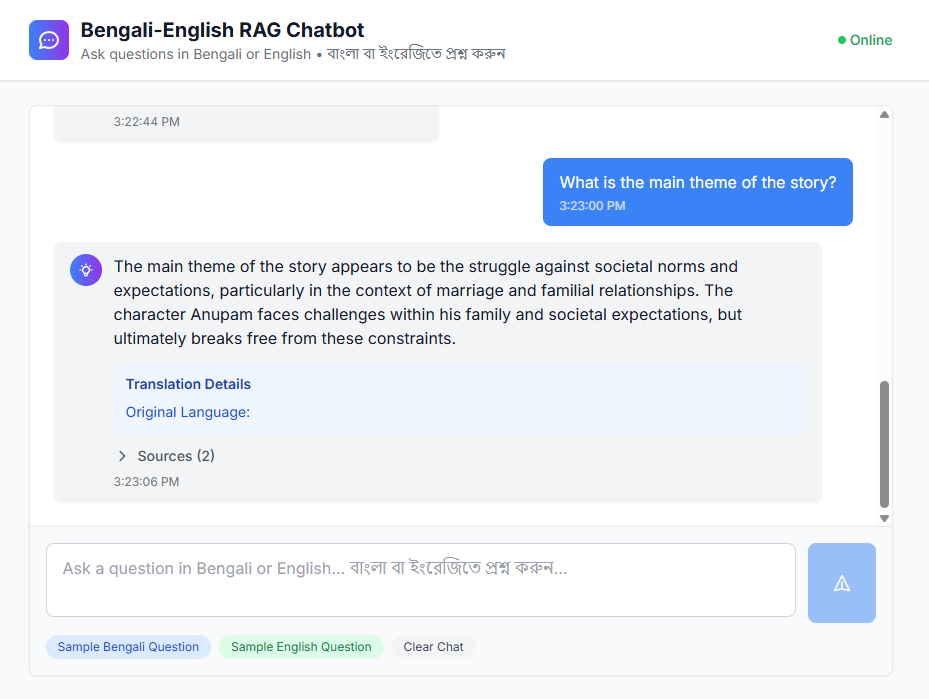 Bengali-English RAG Chatbot
Ask questions in Bengali or English • বাংলা বা ইংরেজিতে প্রশ্ন করুন
Online
3:22:44 PM
What is the main theme of the story?
3:23:00 PM
The main theme of the story appears to be the struggle against societal norms and
expectations, particularly in the context of marriage and familial relationships. The
character Anupam faces challenges within his family and societal expectations, but
ultimately breaks free from these constraints.
Translation Details
Original Language:
Sources (2)
3:23:06 PM
Ask a question in Bengali or English... বাংলা বা ইংরেজিতে প্রশ্ন করুন...
Sample Bengali Question
Sample English Question
Clear Chat